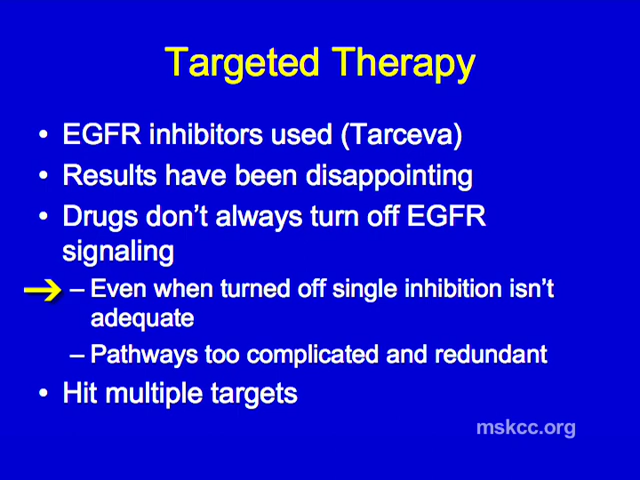 Targeted Therapy
• EGFR inhibitors used (Tarceva)
• Results have been disappointing
• Drugs don't always turn off EGFR
signaling
– Even when turned off single inhibition isn't
adequate
– Pathways too complicated and redundant
• Hit multiple targets
mskcc.org